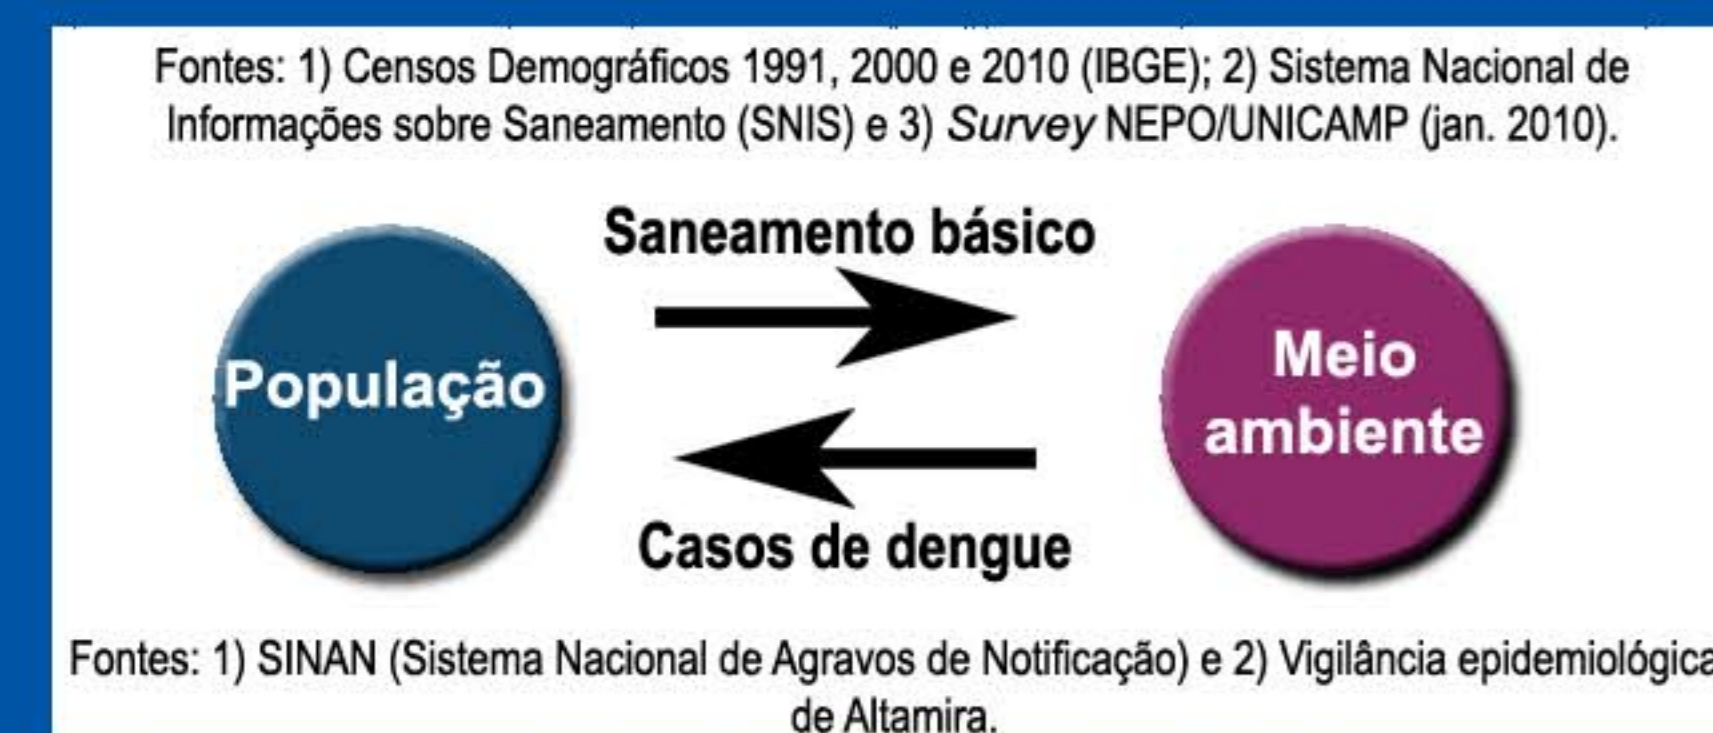 Fontes: 1) Censos Demográficos 1991, 2000 e 2010 (IBGE); 2) Sistema Nacional de
Informações sobre Saneamento (SNIS) e 3) Survey NEPO/UNICAMP (jan. 2010).
Saneamento básico
População
Meio
ambiente
Casos de dengue
Fontes: 1) SINAN (Sistema Nacional de Agravos de Notificação) e 2) Vigilância epidemiológica
de Altamira.